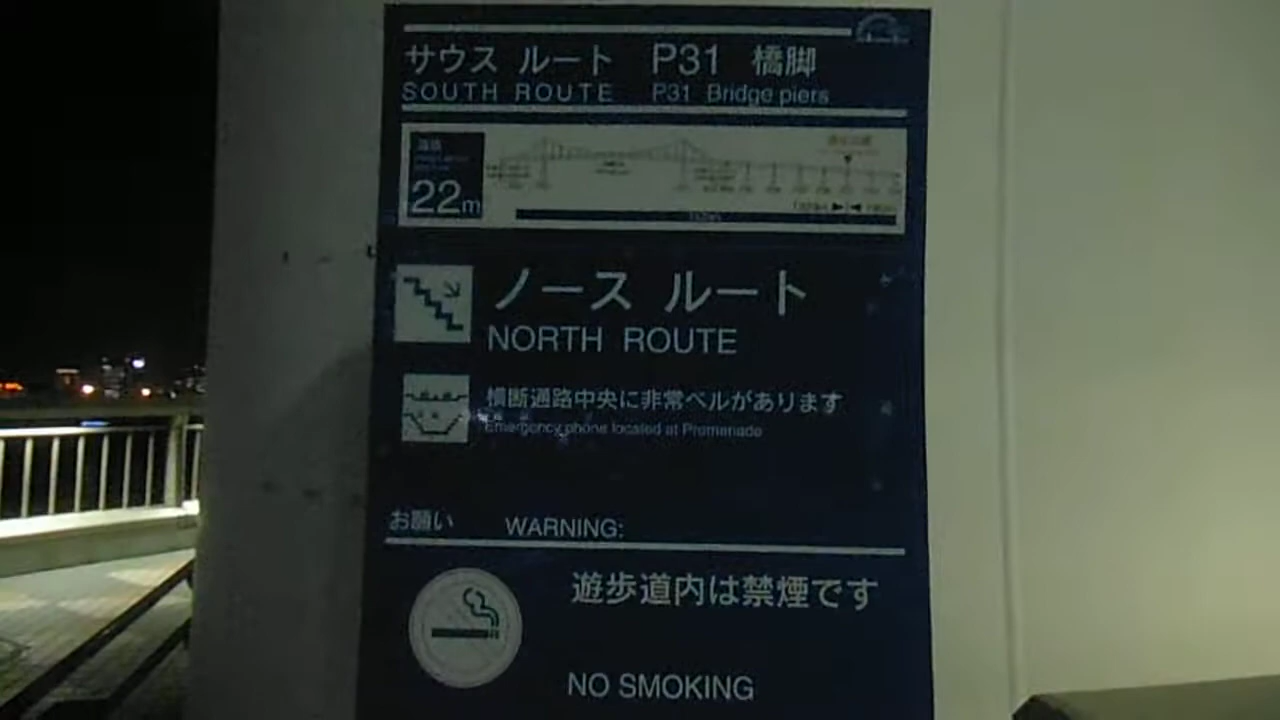 サウス ルート P31 橋脚
SOUTH ROUTE P31 Bridge piers
22m
ノース ルート
NORTH ROUTE
横断通路中央に非常ベルがあります
Emergency phone located at Promenade
お願い WARNING:
遊歩道内は禁煙です
NO SMOKING